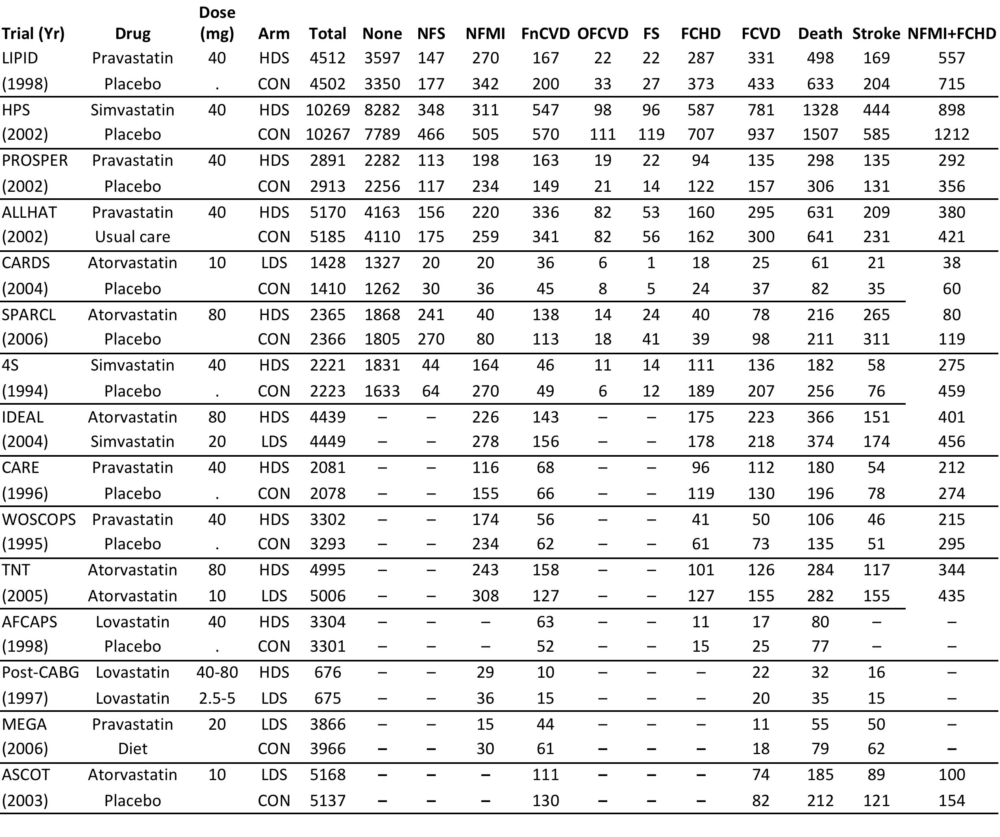 Dose
Trial (Yr) Drug (mg) Arm Total None NFS NFMI FnCVD OFCVD FS FCHD FCVD Death Stroke NFMI+FCHD
LIPID Pravastatin 40 HDS 4512 3597 147 270 167 22 22 287 331 498 169 557
(1998) Placebo . CON 4502 3350 177 342 200 33 27 373 433 633 204 715
HPS Simvastatin 40 HDS 10269 8282 348 311 547 98 96 587 781 1328 444 898
(2002) Placebo CON 10267 7789 466 505 570 111 119 707 937 1507 585 1212
PROSPER Pravastatin 40 HDS 2891 2282 113 198 163 19 22 94 135 298 135 292
(2002) Placebo CON 2913 2256 117 234 149 21 14 122 157 306 131 356
ALLHAT Pravastatin 40 HDS 5170 4163 156 220 336 82 53 160 295 631 209 380
(2002) Usual care CON 5185 4110 175 259 341 82 56 162 300 641 231 421
CARDS Atorvastatin 10 LDS 1428 1327 20 20 36 6 1 18 25 61 21 38
(2004) Placebo CON 1410 1262 30 36 45 8 5 24 37 82 35 60
SPARCL Atorvastatin 80 HDS 2365 1868 241 40 138 14 24 40 78 216 265 80
(2006) Placebo CON 2366 1805 270 80 113 18 41 39 98 211 311 119
4S Simvastatin 40 HDS 2221 1831 44 164 46 11 14 111 136 182 58 275
(1994) Placebo . CON 2223 1633 64 270 49 6 12 189 207 256 76 459
IDEAL Atorvastatin 80 HDS 4439 – – 226 143 – – 175 223 366 151 401
(2004) Simvastatin 20 LDS 4449 – – 278 156 – – 178 218 374 174 456
CARE Pravastatin 40 HDS 2081 – – 116 68 – – 96 112 180 54 212
(1996) Placebo . CON 2078 – – 155 66 – – 119 130 196 78 274
WOSCOPS Pravastatin 40 HDS 3302 – – 174 56 – – 41 50 106 46 215
(1995) Placebo . CON 3293 – – 234 62 – – 61 73 135 51 295
TNT Atorvastatin 80 HDS 4995 – – 243 158 – – 101 126 284 117 344
(2005) Atorvastatin 10 LDS 5006 – – 308 127 – – 127 155 282 155 435
AFCAPS Lovastatin 40 HDS 3304 – – – 63 – – 11 17 80 – –
(1998) Placebo . CON 3301 – – – 52 – – 15 25 77 – –
Post-CABG Lovastatin 40-80 HDS 676 – – 29 10 – – – 22 32 16 –
(1997) Lovastatin 2.5-5 LDS 675 – – 36 15 – – – 20 35 15 –
MEGA Pravastatin 20 LDS 3866 – – 15 44 – – – 11 55 50 –
(2006) Diet CON 3966 – – 30 61 – – – 18 79 62 –
ASCOT Atorvastatin 10 LDS 5168 – – – 111 – – – 74 185 89 100
(2003) Placebo CON 5137 – – – 130 – – – 82 212 121 154